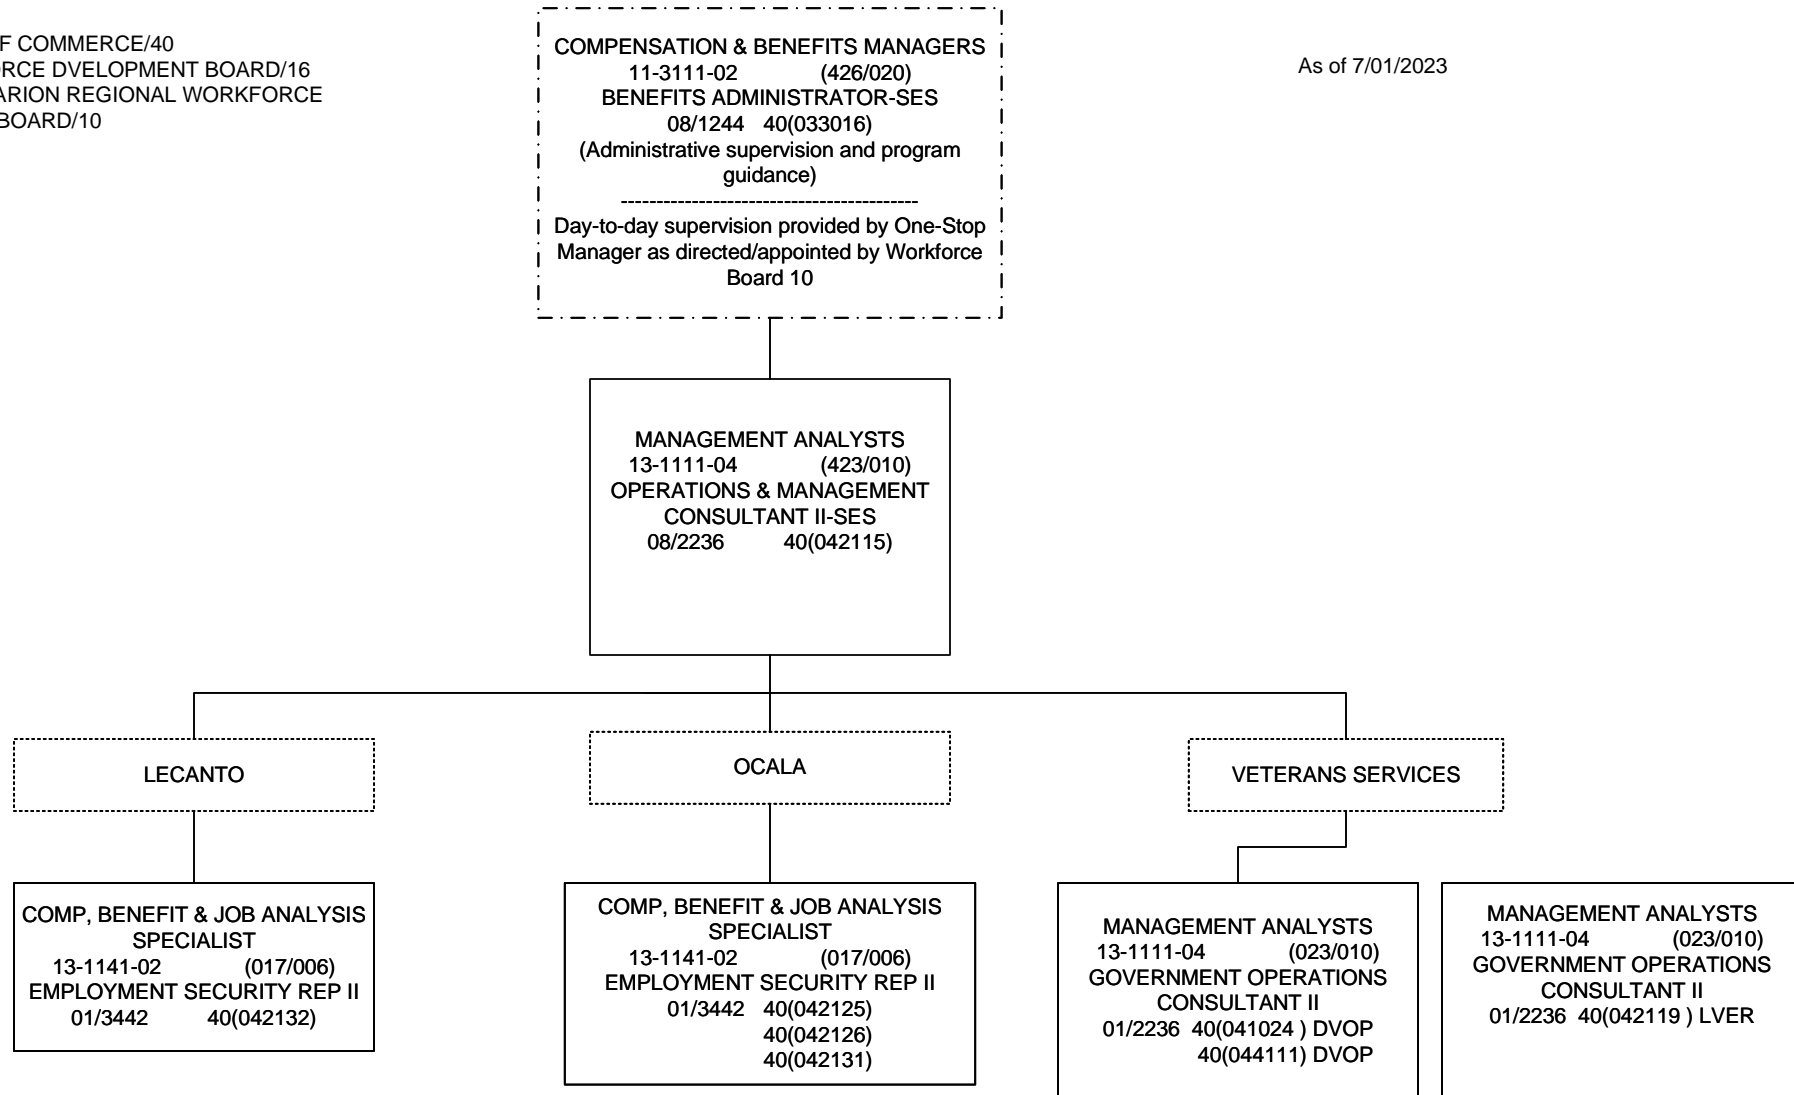 F COMMERCE/40
ORCE DVELOPMENT BOARD/16
ARION REGIONAL WORKFORCE
BOARD/10
As of 7/01/2023
COMPENSATION & BENEFITS MANAGERS
11-3111-02 (426/020)
BENEFITS ADMINISTRATOR-SES
08/1244 40(033016)
(Administrative supervision and program
guidance)
------------------------------------------
Day-to-day supervision provided by One-Stop
Manager as directed/appointed by Workforce
Board 10
MANAGEMENT ANALYSTS
13-1111-04 (423/010)
OPERATIONS & MANAGEMENT
CONSULTANT II-SES
08/2236 40(042115)
LECANTO
OCALA
VETERANS SERVICES
COMP, BENEFIT & JOB ANALYSIS
SPECIALIST
13-1141-02 (017/006)
EMPLOYMENT SECURITY REP II
01/3442 40(042132)
COMP, BENEFIT & JOB ANALYSIS
SPECIALIST
13-1141-02 (017/006)
EMPLOYMENT SECURITY REP II
01/3442 40(042125)
40(042126)
40(042131)
MANAGEMENT ANALYSTS
13-1111-04 (023/010)
GOVERNMENT OPERATIONS
CONSULTANT II
01/2236 40(041024 ) DVOP
40(044111) DVOP
MANAGEMENT ANALYSTS
13-1111-04 (023/010)
GOVERNMENT OPERATIONS
CONSULTANT II
01/2236 40(042119 ) LVER